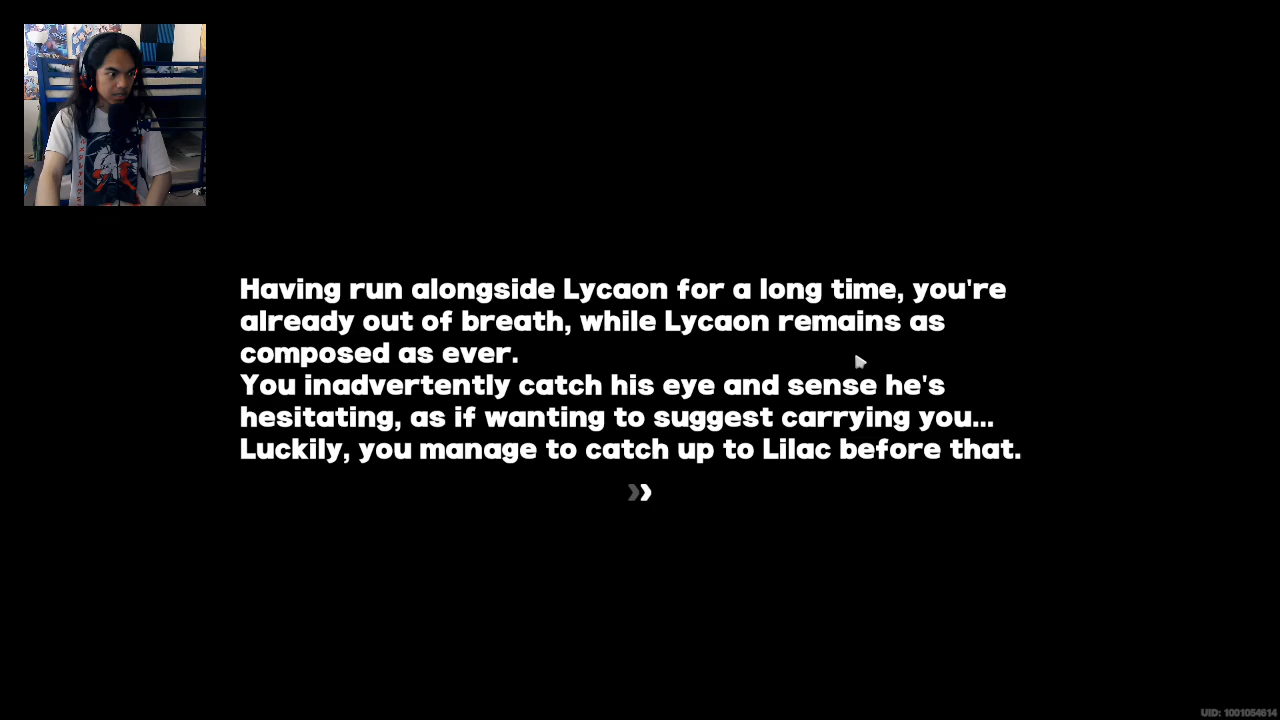 Having run alongside Lycaon for a long time, you're
already out of breath, while Lycaon remains as
composed as ever.
You inadvertently catch his eye and sense he's
hesitating, as if wanting to suggest carrying you...
Luckily, you manage to catch up to Lilac before that.
UID: 1001054614